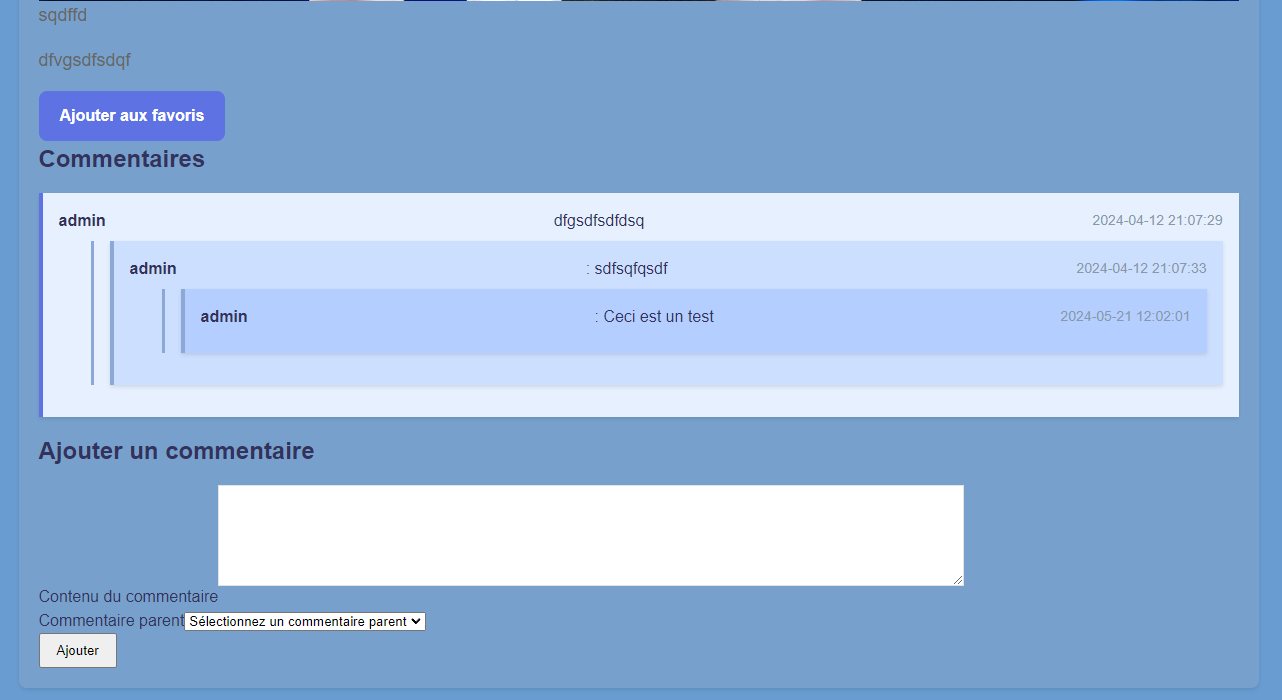 sqdffd
dfvgsdfsdqf
Ajouter aux favoris
Commentaires
admin dfgsdfsdfdsq 2024-04-12 21:07:29
admin : sdfsqfqsdf 2024-04-12 21:07:33
admin : Ceci est un test 2024-05-21 12:02:01
Ajouter un commentaire
Contenu du commentaire
Commentaire parent Sélectionnez un commentaire parent
Ajouter